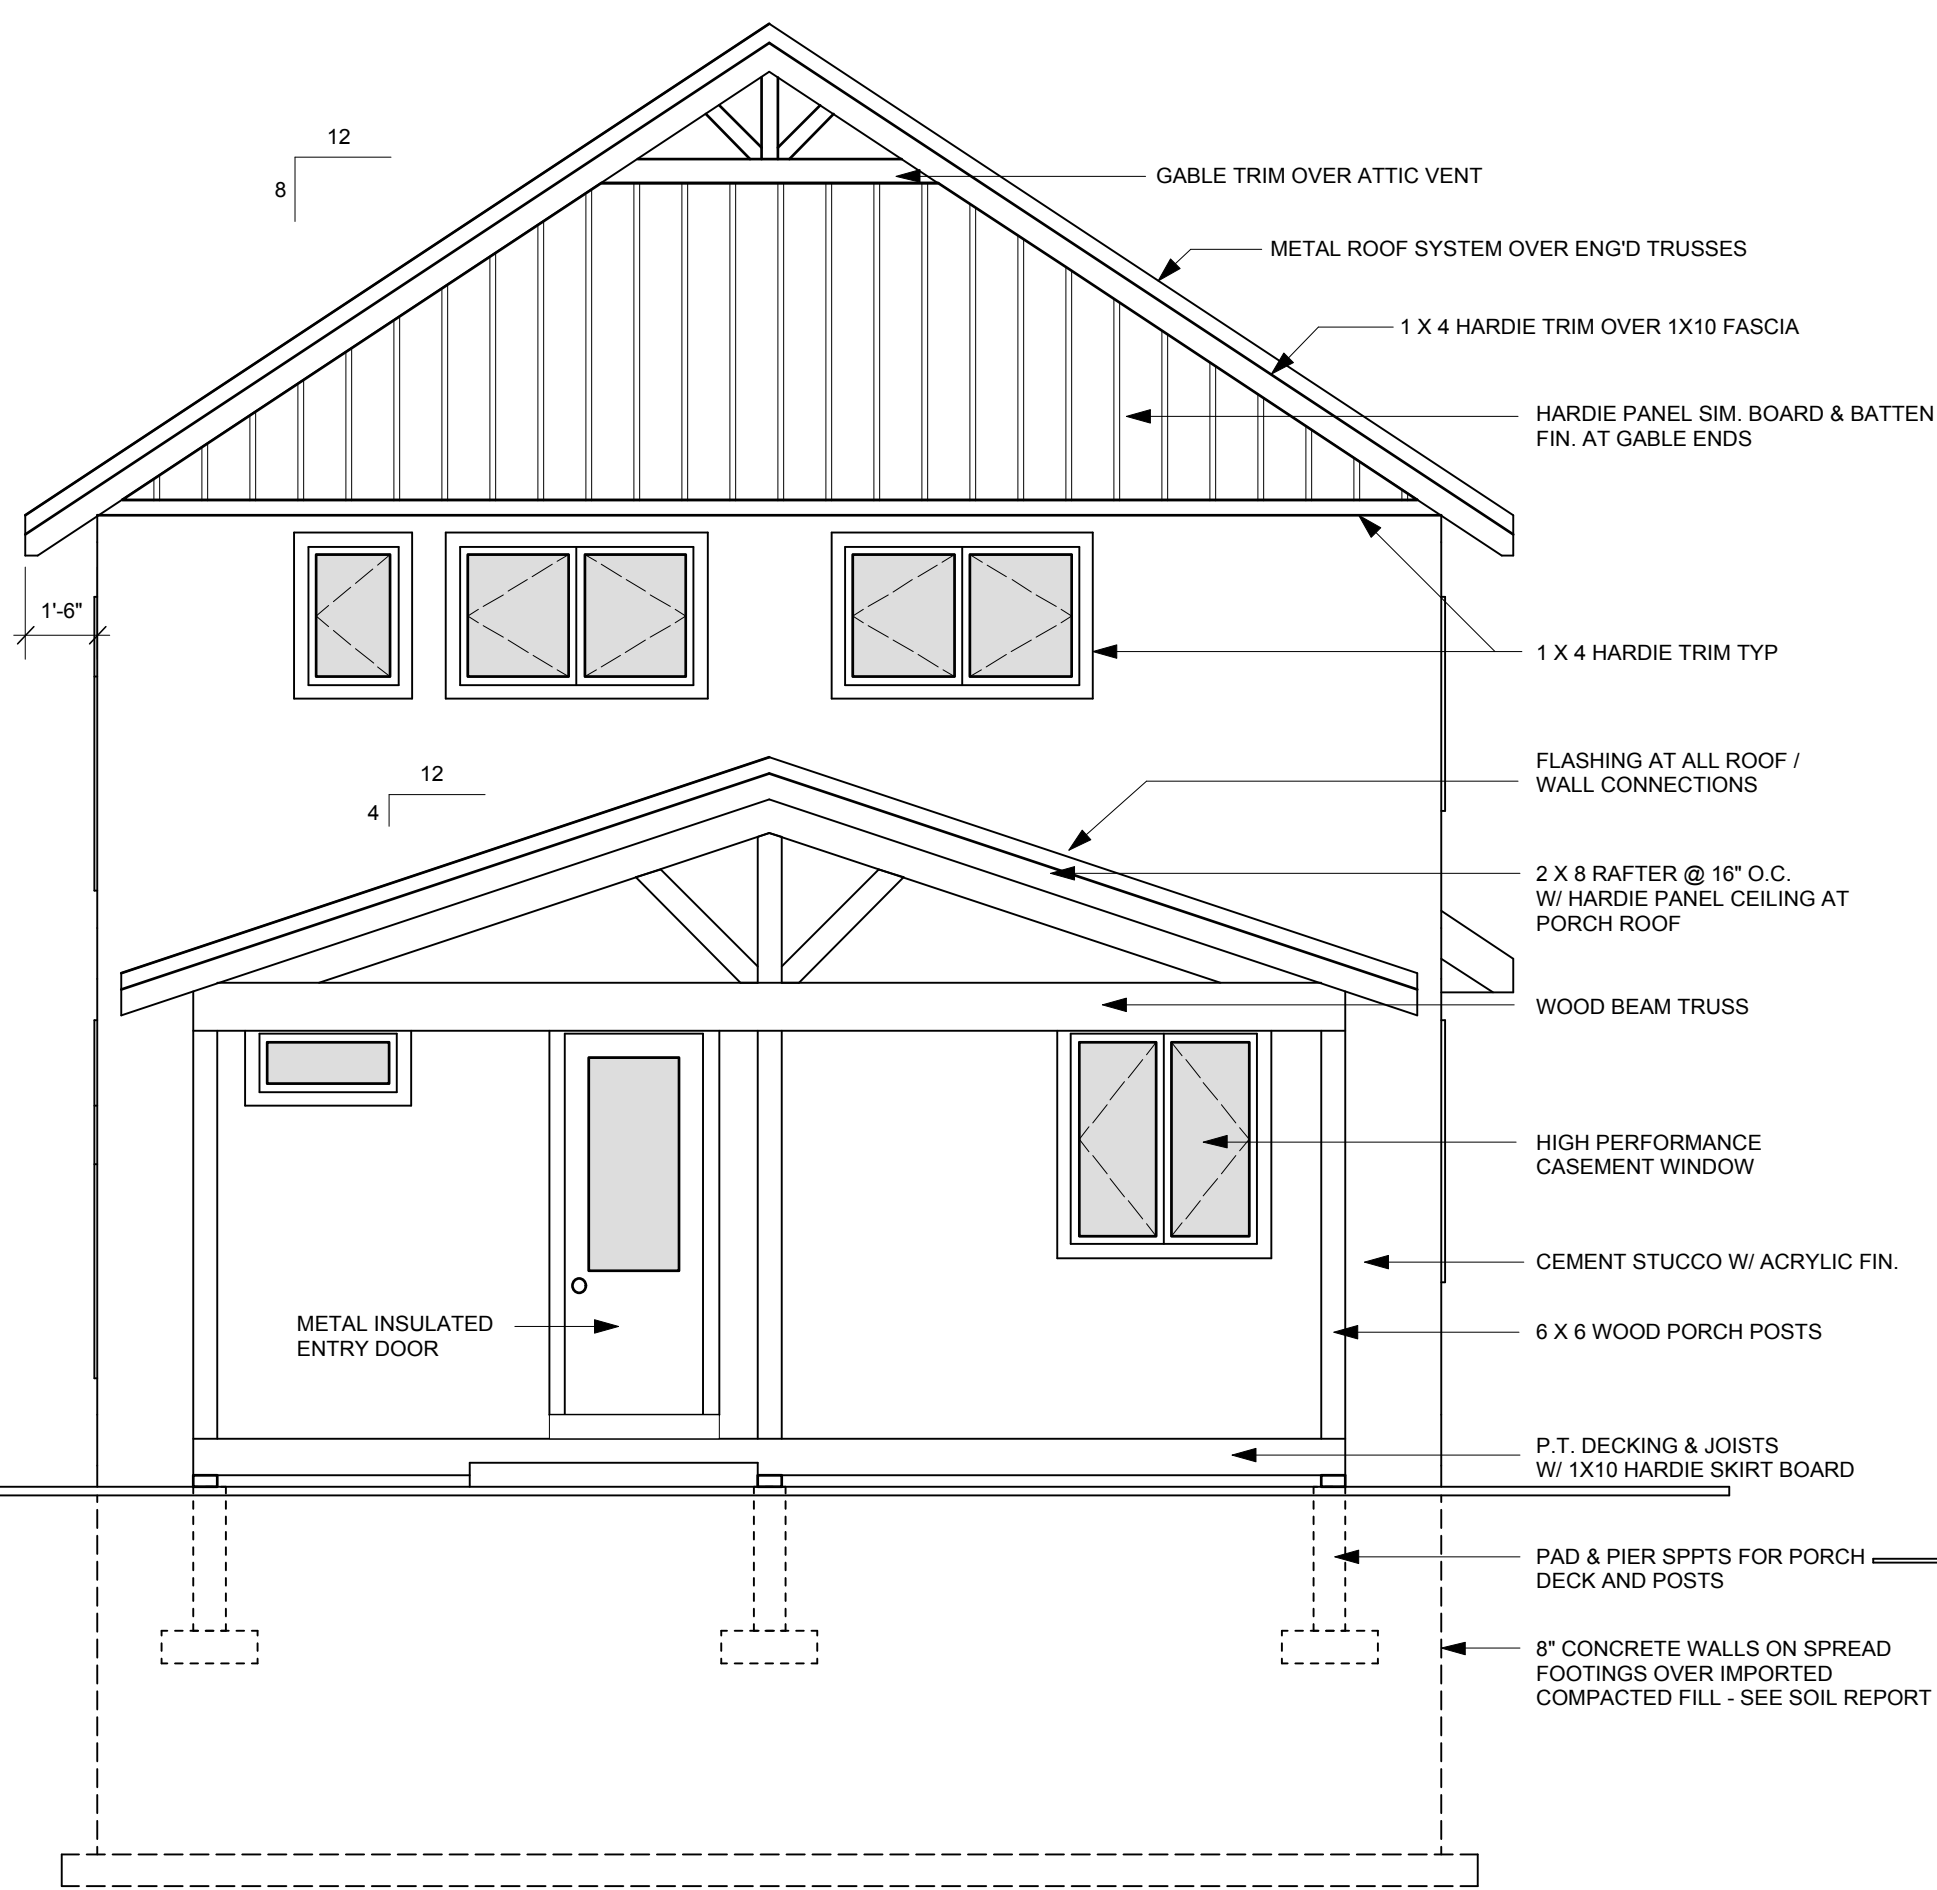 12
8
GABLE TRIM OVER ATTIC VENT
METAL ROOF SYSTEM OVER ENG'D TRUSSES
1 X 4 HARDIE TRIM OVER 1X10 FASCIA
HARDIE PANEL SIM. BOARD & BATTEN
FIN. AT GABLE ENDS
1'-6"
1 X 4 HARDIE TRIM TYP
12
4
FLASHING AT ALL ROOF /
WALL CONNECTIONS
2 X 8 RAFTER @ 16" O.C.
W/ HARDIE PANEL CEILING AT
PORCH ROOF
WOOD BEAM TRUSS
HIGH PERFORMANCE
CASEMENT WINDOW
CEMENT STUCCO W/ ACRYLIC FIN.
METAL INSULATED
ENTRY DOOR
6 X 6 WOOD PORCH POSTS
P.T. DECKING & JOISTS
W/ 1X10 HARDIE SKIRT BOARD
PAD & PIER SPPTS FOR PORCH
DECK AND POSTS
8" CONCRETE WALLS ON SPREAD
FOOTINGS OVER IMPORTED
COMPACTED FILL - SEE SOIL REPORT